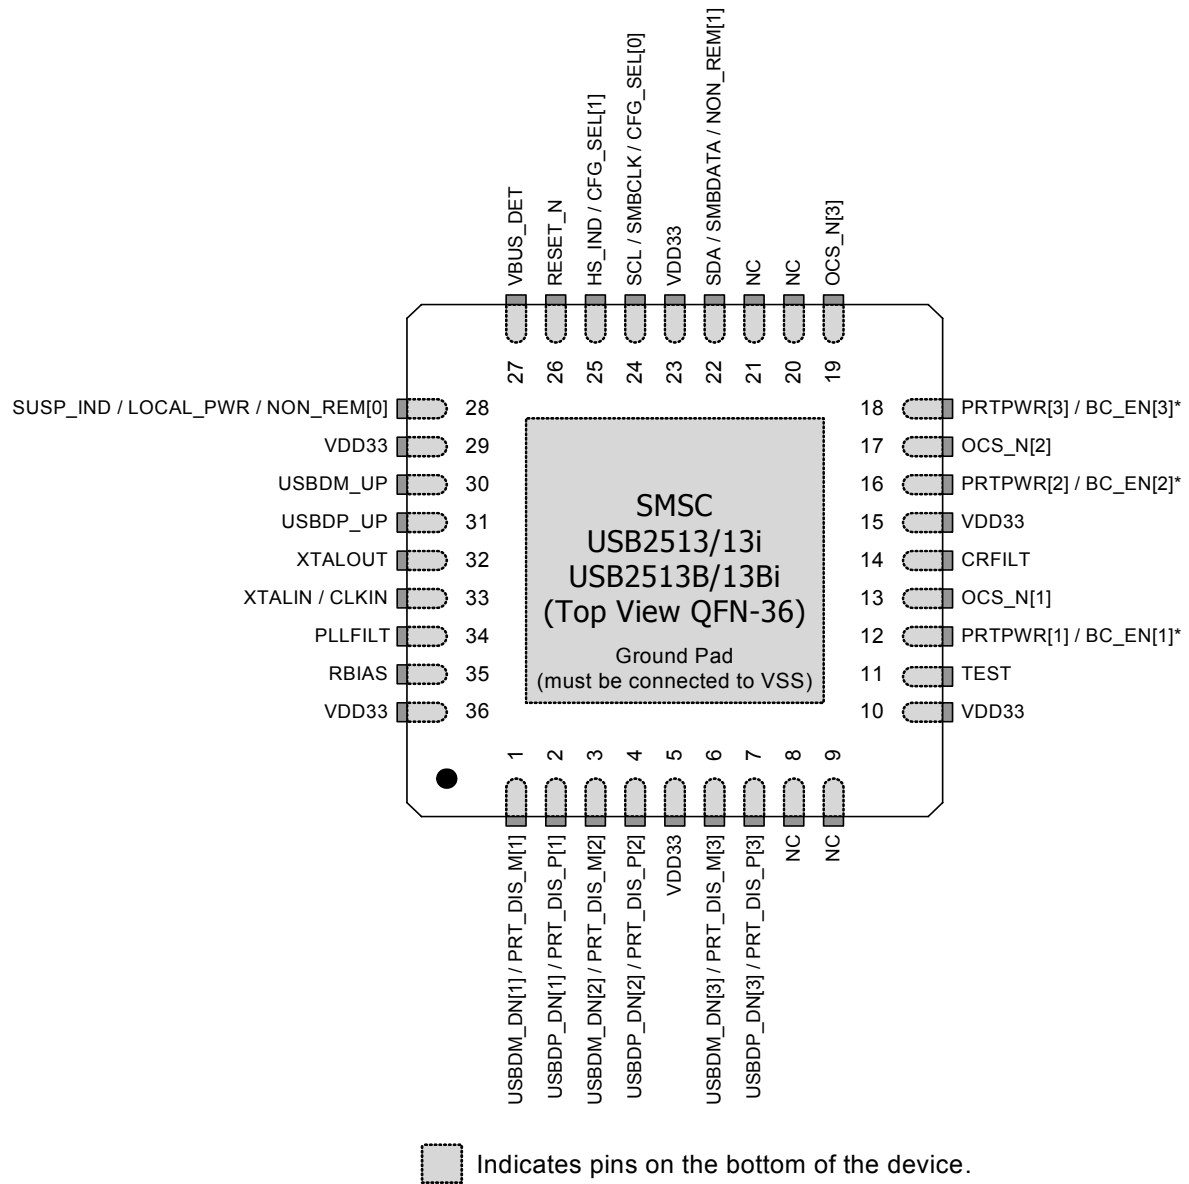 VBUS_DET
RESET_N
HS_IND / CFG_SEL[1]
SCL / SMBCLK / CFG_SEL[0]
VDD33
SDA / SMBDATA / NON_REM[1]
NC
NC
OCS_N[3]
27
26
25
24
23
22
21
20
19
SUSP_IND / LOCAL_PWR / NON_REM[0]
28
VDD33
29
USBDM_UP
30
USBDP_UP
31
XTALOUT
32
XTALIN / CLKIN
33
PLLFILT
34
RBIAS
35
VDD33
36
SMSC
USB2513/13i
USB2513B/13Bi
(Top View QFN-36)
Ground Pad
(must be connected to VSS)
18
PRTPWR[3] / BC_EN[3]*
17
OCS_N[2]
16
PRTPWR[2] / BC_EN[2]*
15
VDD33
14
CRFILT
13
OCS_N[1]
12
PRTPWR[1] / BC_EN[1]*
11
TEST
10
VDD33
1
2
3
4
5
6
7
8
9
USBDM_DN[1] / PRT_DIS_M[1]
USBDP_DN[1] / PRT_DIS_P[1]
USBDM_DN[2] / PRT_DIS_M[2]
USBDP_DN[2] / PRT_DIS_P[2]
VDD33
USBDM_DN[3] / PRT_DIS_M[3]
USBDP_DN[3] / PRT_DIS_P[3]
NC
NC
Indicates pins on the bottom of the device.